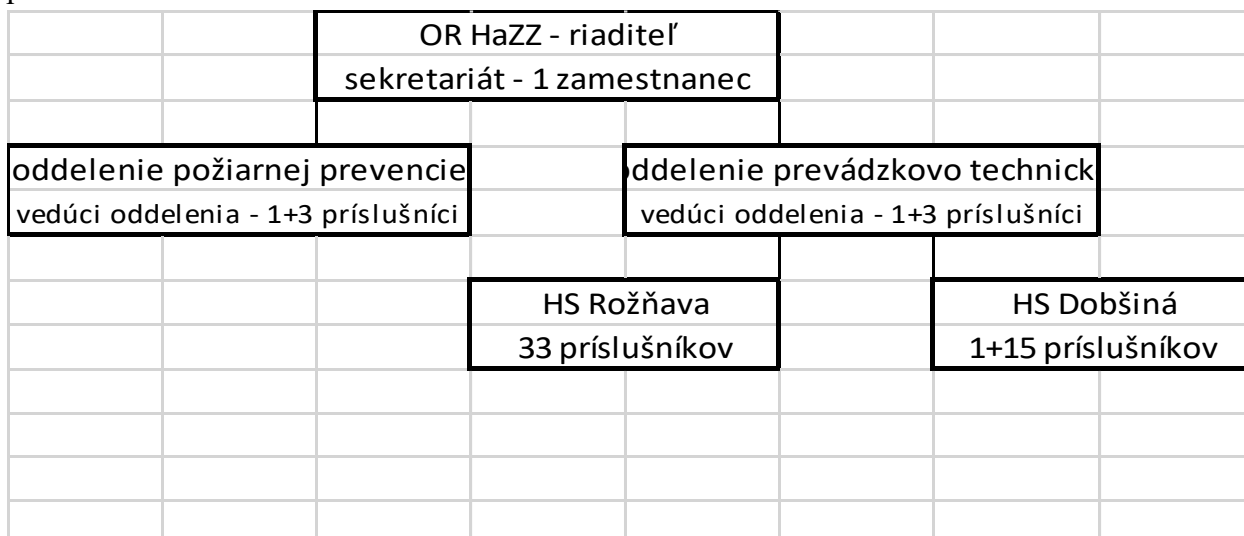 OR HaZZ - riaditeľ
sekretariát - 1 zamestnanec
oddelenie požiarnej prevencie
vedúci oddelenia - 1+3 príslušníci
ddelenie prevádzkovo technick
vedúci oddelenia - 1+3 príslušníci
HS Rožňava
33 príslušníkov
HS Dobšiná
1+15 príslušníkov